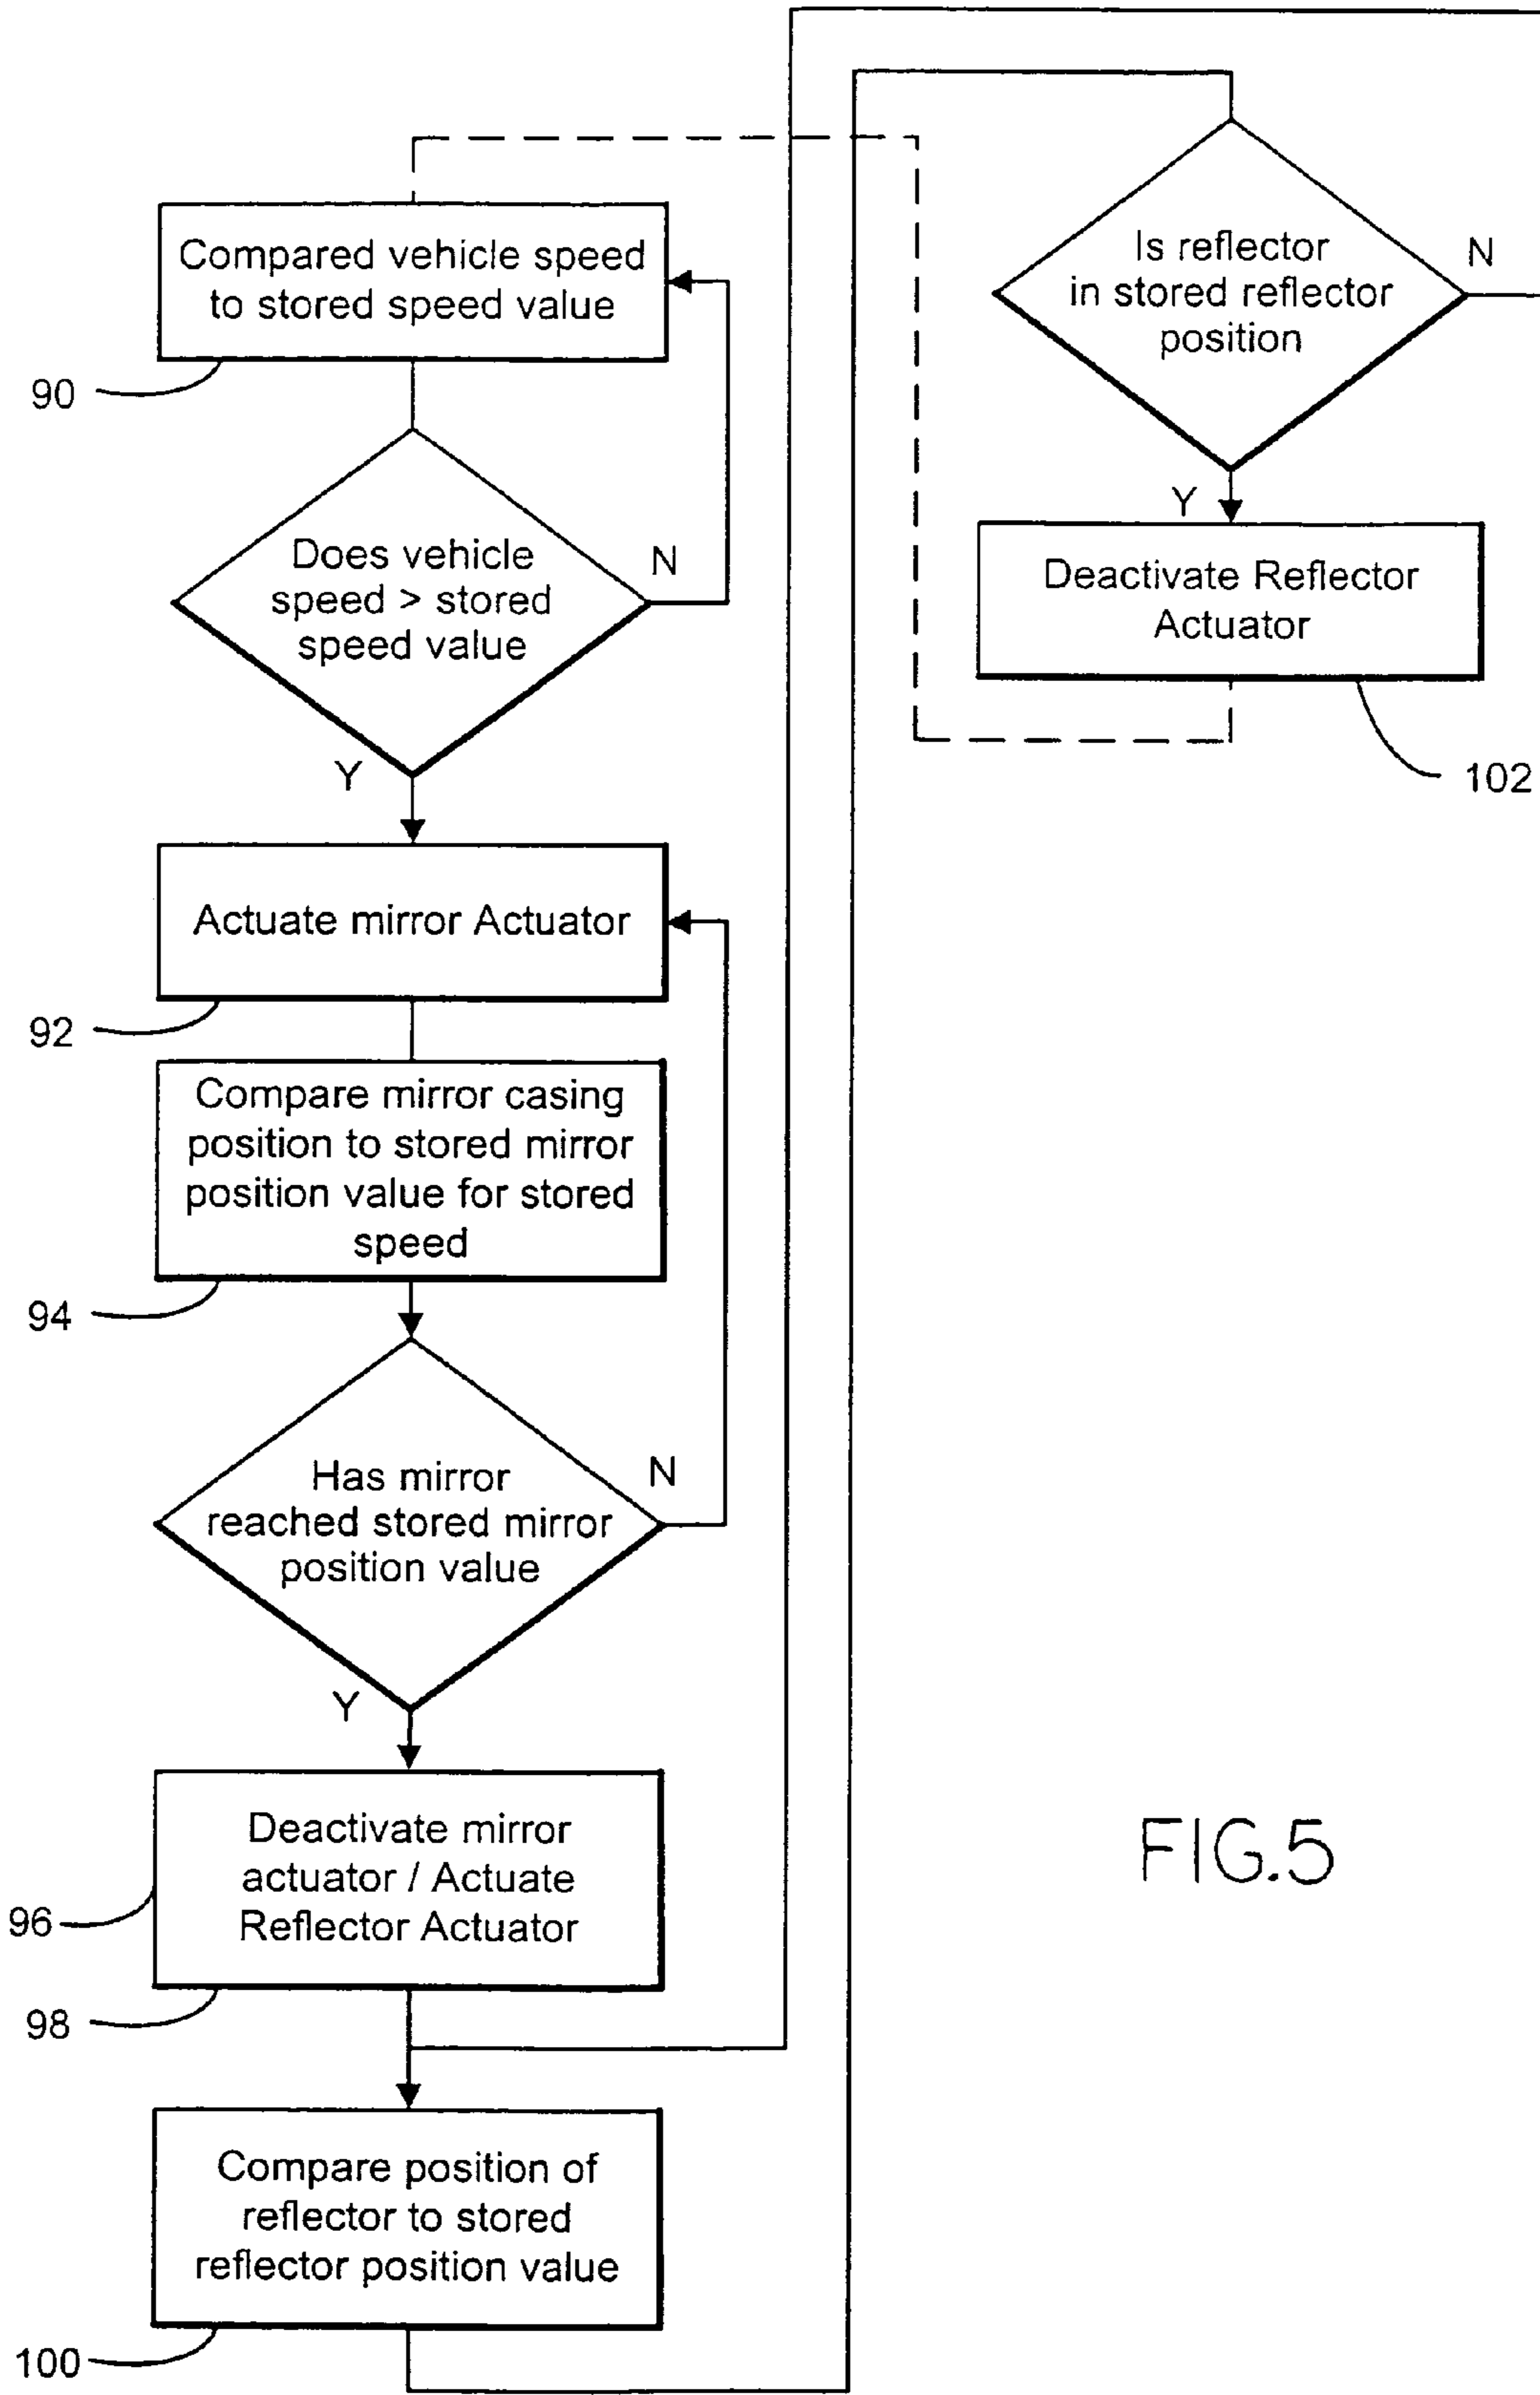 Compared vehicle speed
to stored speed value
90
Does vehicle
speed > stored
speed value
N
Y
Actuate mirror Actuator
92
Compare mirror casing
position to stored mirror
position value for stored
speed
94
Has mirror
reached stored mirror
position value
N
Y
Deactivate mirror
actuator / Actuate
Reflector Actuator
96
98
Compare position of
reflector to stored
reflector position value
100
Is reflector
in stored reflector
position
N
Y
Deactivate Reflector
Actuator
102
FIG.5